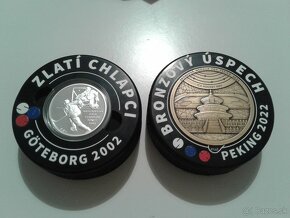 ZLATÍ CHLAPCI
GÖTEBORG 2002
BRONZOVÝ ÚSPECH
PEKING 2022